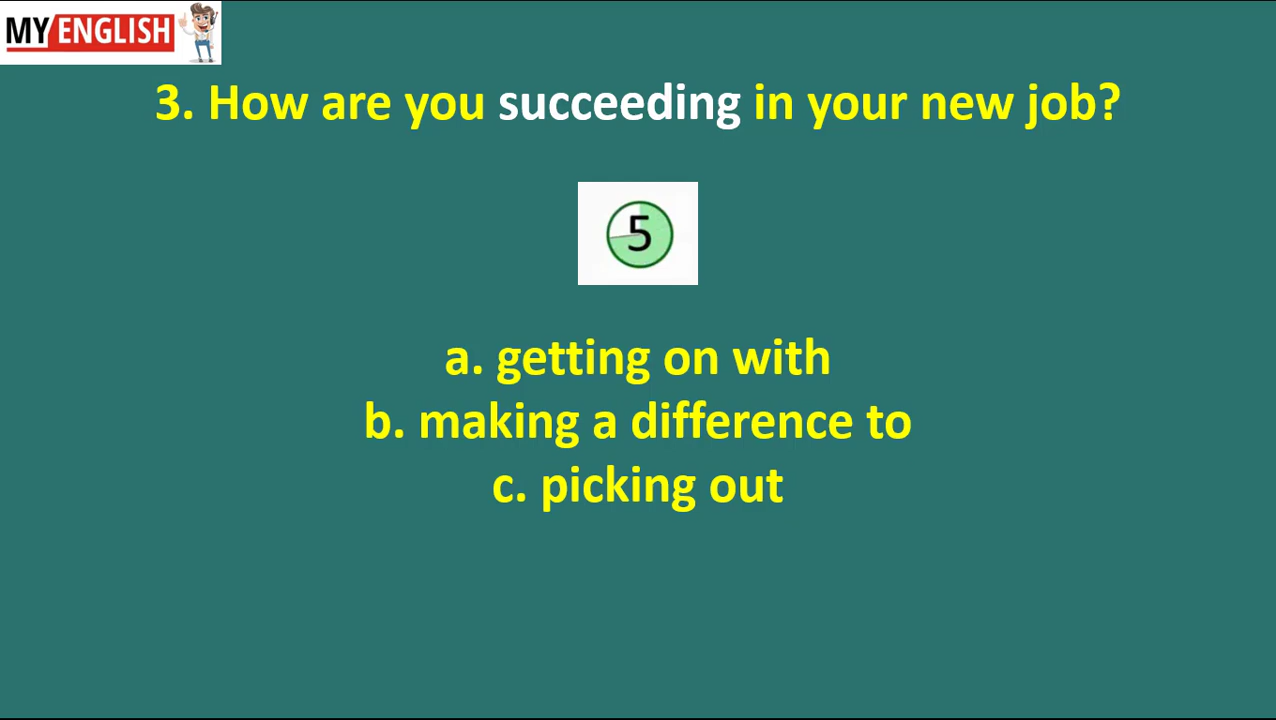 MY ENGLISH
3. How are you succeeding in your new job?
5
a. getting on with
b. making a difference to
c. picking out